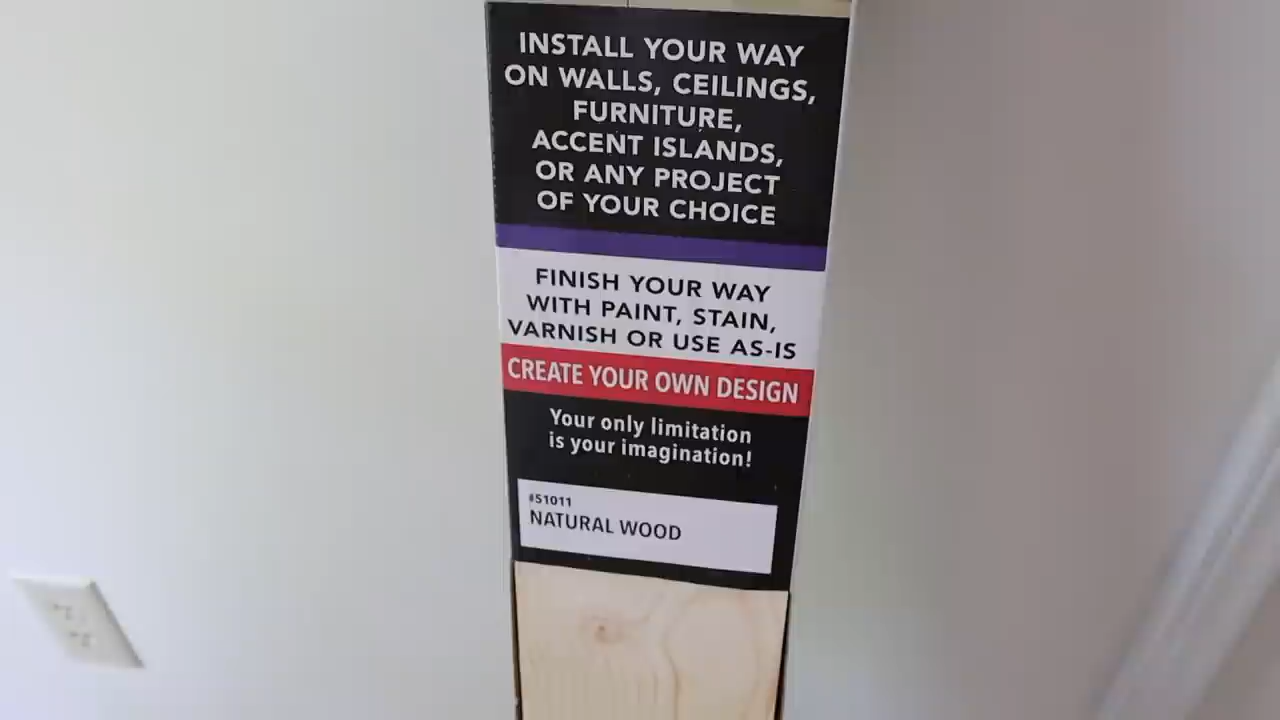 INSTALL YOUR WAY
ON WALLS, CEILINGS,
FURNITURE,
ACCENT ISLANDS,
OR ANY PROJECT
OF YOUR CHOICE
FINISH YOUR WAY
WITH PAINT, STAIN,
VARNISH OR USE AS-IS
CREATE YOUR OWN DESIGN
Your only limitation
is your imagination!
#51011
NATURAL WOOD